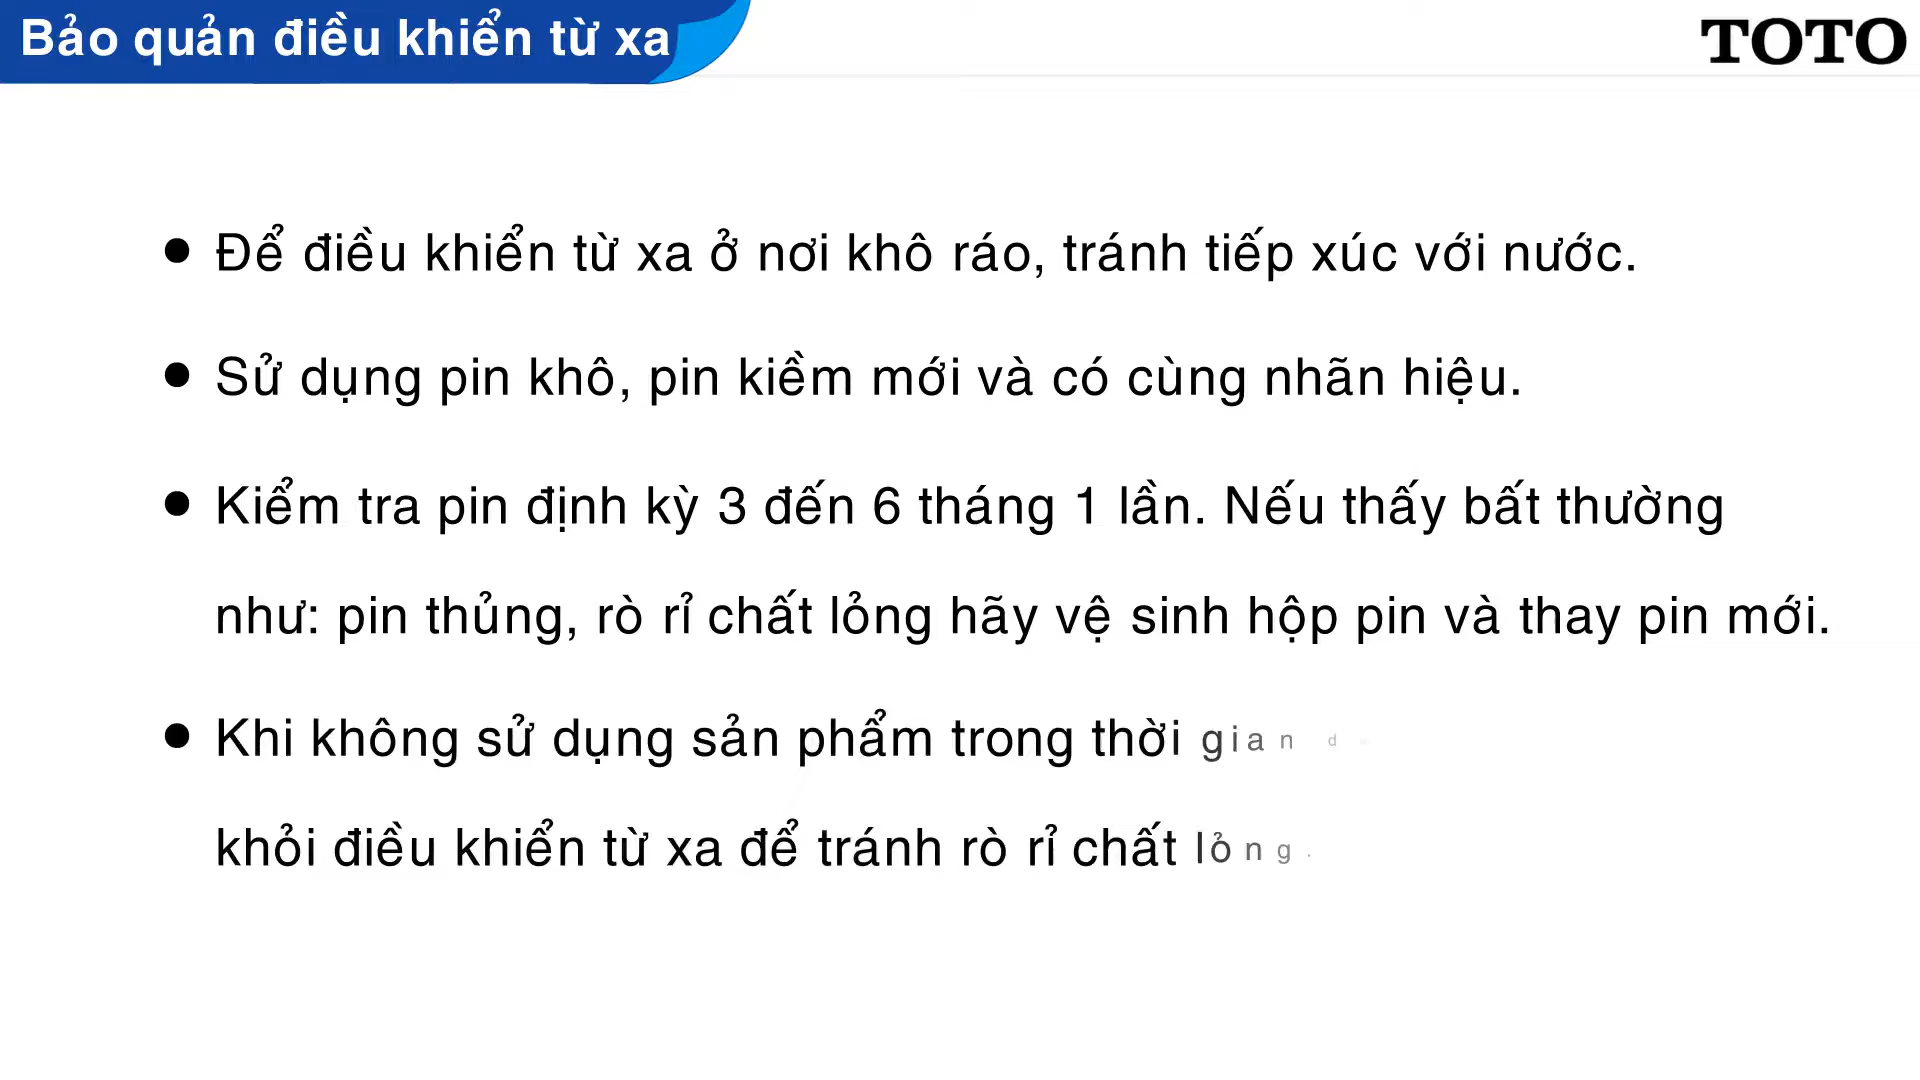 Bảo quản điều khiển từ xa
TOTO
• Để điều khiển từ xa ở nơi khô ráo, tránh tiếp xúc với nước.
• Sử dụng pin khô, pin kiềm mới và có cùng nhãn hiệu.
• Kiểm tra pin định kỳ 3 đến 6 tháng 1 lần. Nếu thấy bất thường
như: pin thủng, rò rỉ chất lỏng hãy vệ sinh hộp pin và thay pin mới.
• Khi không sử dụng sản phẩm trong thời gian
khỏi điều khiển từ xa để tránh rò rỉ chất lỏng.